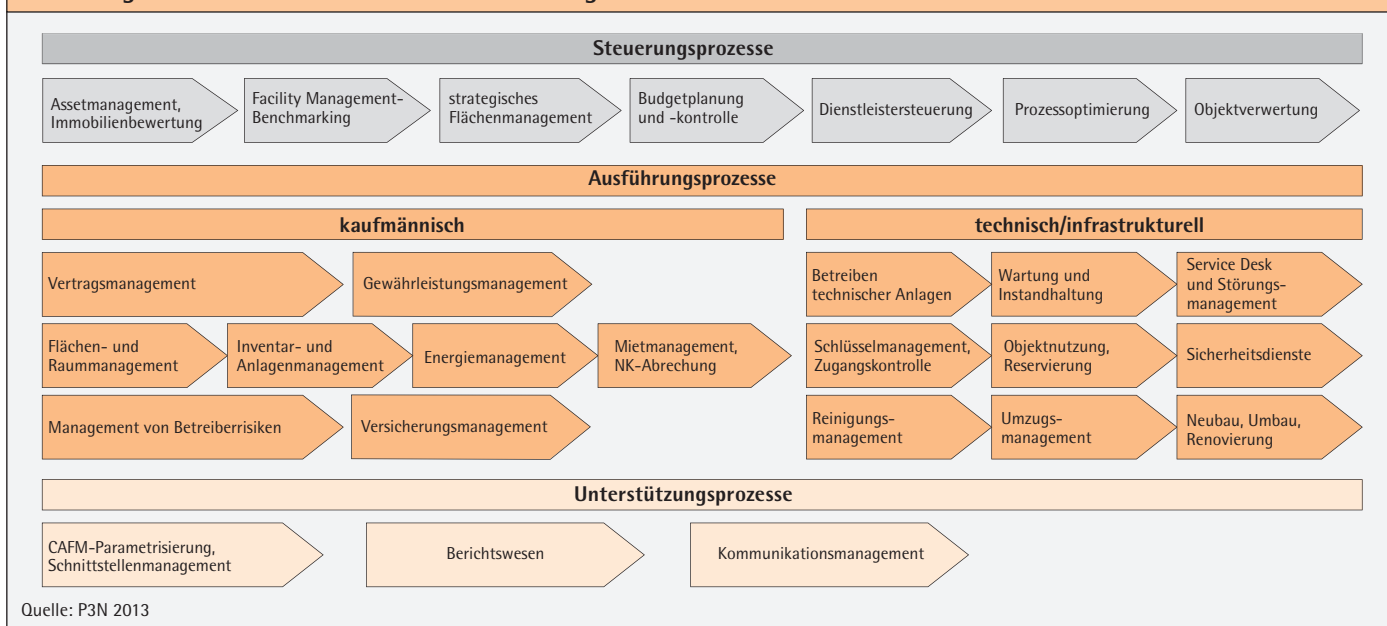 Steuerungsprozesse
Assetmanagement,
Immobilienbewertung
Facility Management-
Benchmarking
strategisches
Flächenmanagement
Budgetplanung
und -kontrolle
Dienstleistersteuerung
Prozessoptimierung
Objektverwertung
Ausführungsprozesse
kaufmännisch
Vertragsmanagement
Gewährleistungsmanagement
Flächen- und
Raummanagement
Inventar- und
Anlagenmanagement
Energiemanagement
Mietmanagement,
NK-Abrechung
Management von Betreiberrisiken
Versicherungsmanagement
technisch/infrastrukturell
Betreiben
technischer Anlagen
Wartung und
Instandhaltung
Service Desk
und Störungs-
management
Schlüsselmanagement,
Zugangskontrolle
Objektnutzung,
Reservierung
Sicherheitsdienste
Reinigungs-
management
Umzugs-
management
Neubau, Umbau,
Renovierung
Unterstützungsprozesse
CAFM-Parametrisierung,
Schnittstellenmanagement
Berichtswesen
Kommunikationsmanagement
Quelle: P3N 2013